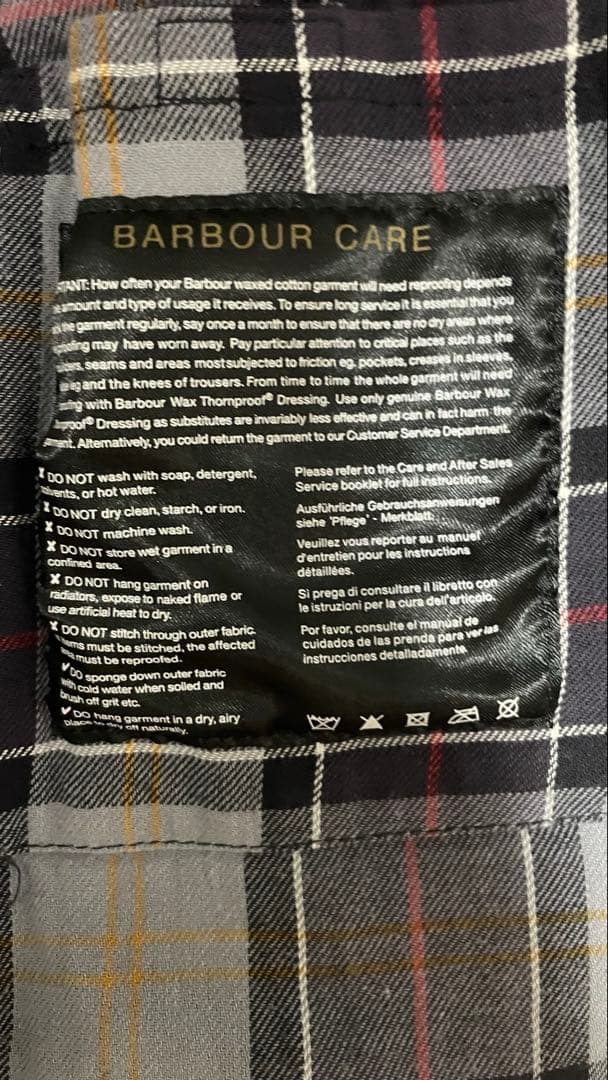 BARBOUR CARE
TANT: How often your Barbour waxed cotton garment will need reproofing depends
amount and type of usage it receives. To ensure long service it is essential that you
the garment regularly, say once a month to ensure that there are no dry areas where
may have worn away. Pay particular attention to critical places such as the
seams and areas most subjected to friction eg. pockets, creases in sleeves,
leg and the knees of trousers. From time to time the whole garment will need
with Barbour Wax Thornproof® Dressing. Use only genuine Barbour Wax
proof® Dressing as substitutes are invariably less effective and can in fact harm the
Alternatively, you could return the garment to our Customer Service Department.
✗ DO NOT wash with soap, detergent,
solvents, or hot water.
✗ DO NOT dry clean, starch, or iron.
✗ DO NOT machine wash.
✗ DO NOT store wet garment in a
confined area.
✗ DO NOT hang garment on
radiators, expose to naked flame or
use artificial heat to dry.
✗ DO NOT stitch through outer fabric.
must be stitched, the affected
must be reproofed.
✓ DO sponge down outer fabric
with cold water when soiled and
brush off grit etc.
✓ DO hang garment in a dry, airy
place to dry off naturally.
Please refer to the Care and After Sales
Service booklet for full instructions.
Ausführliche Gebrauchsanweisungen
siehe "Pflege" - Merkblatt.
Veuillez vous reporter au manuel
d'entretien pour les instructions
détaillées.
Si prega di consultare il libretto con
le istruzioni per la cura dell'articolo.
Por favor, consulte el manual de
cuidados de las prenda para ver las
instrucciones detalladamente.